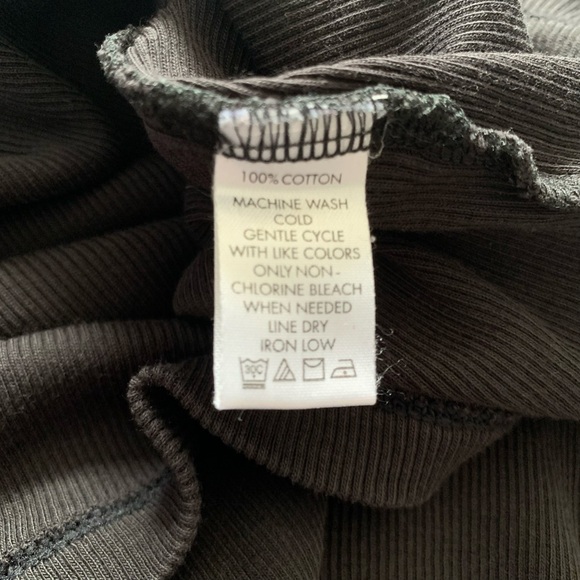 100% COTTON
MACHINE WASH
COLD
GENTLE CYCLE
WITH LIKE COLORS
ONLY NON-
CHLORINE BLEACH
WHEN NEEDED
LINE DRY
IRON LOW
30C